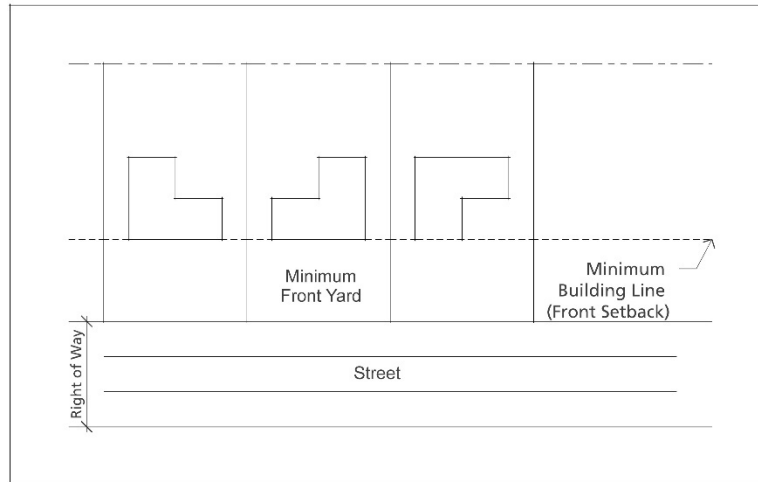 Minimum
Front Yard
Minimum
Building Line
(Front Setback)
Right of Way
Street